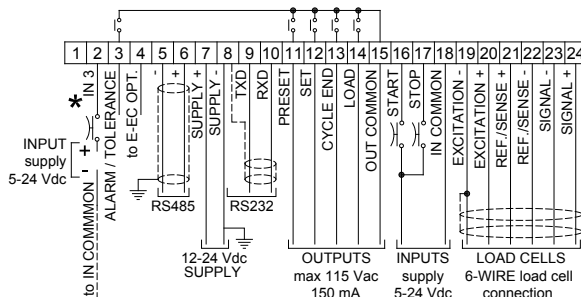 1 2 3 4 5 6 7 8 9 10 11 12 13 14 15 16 17 18 19 20 21 22 23 24
*
IN 3
ALARM / TOLERANCE
to E-EC OPT.
-
+
SUPPLY +
SUPPLY -
TXD
RXD
PRESET
SET
CYCLE END
LOAD
OUT COMMON
START
STOP
IN COMMON
EXCITATION -
EXCITATION +
REF./SENSE +
REF./SENSE -
SIGNAL -
SIGNAL +
INPUT
supply
5-24 Vdc
+
-
to IN COMMMON
RS485
RS232
12-24 Vdc
SUPPLY
OUTPUTS
max 115 Vac
150 mA
INPUTS
supply
5-24 Vdc
LOAD CELLS
6-WIRE load cell
connection